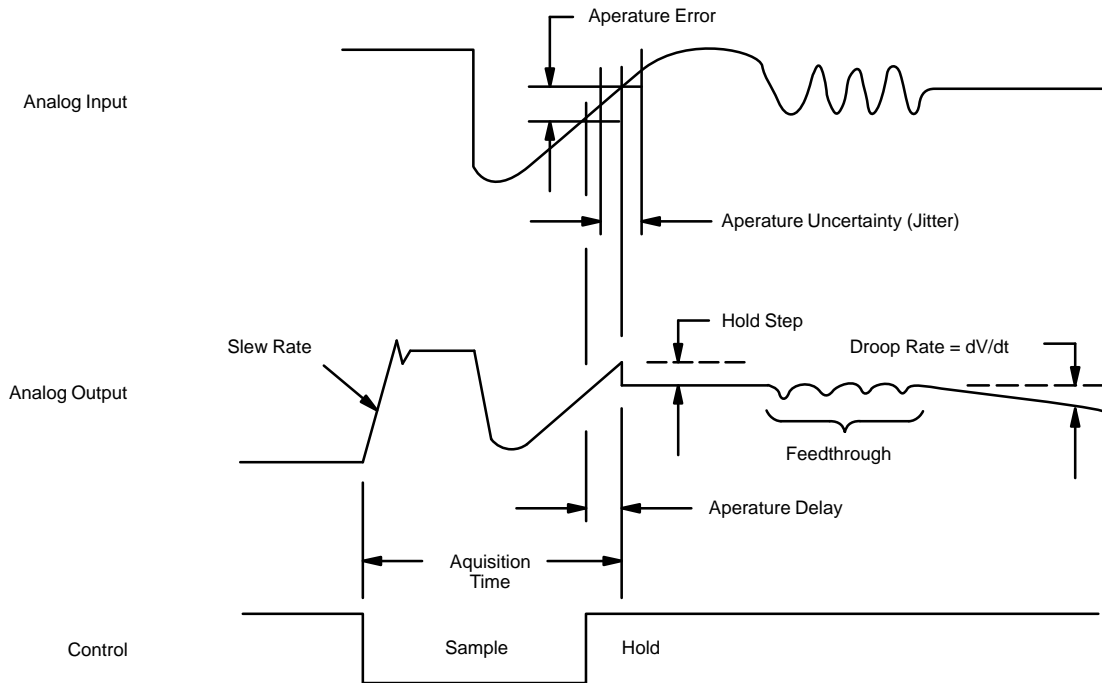 Aperature Error
Analog Input
Aperature Uncertainty (Jitter)
Hold Step
Slew Rate
Droop Rate = dV/dt
Analog Output
Feedthrough
Aperature Delay
Aquisition
Time
Control
Sample
Hold